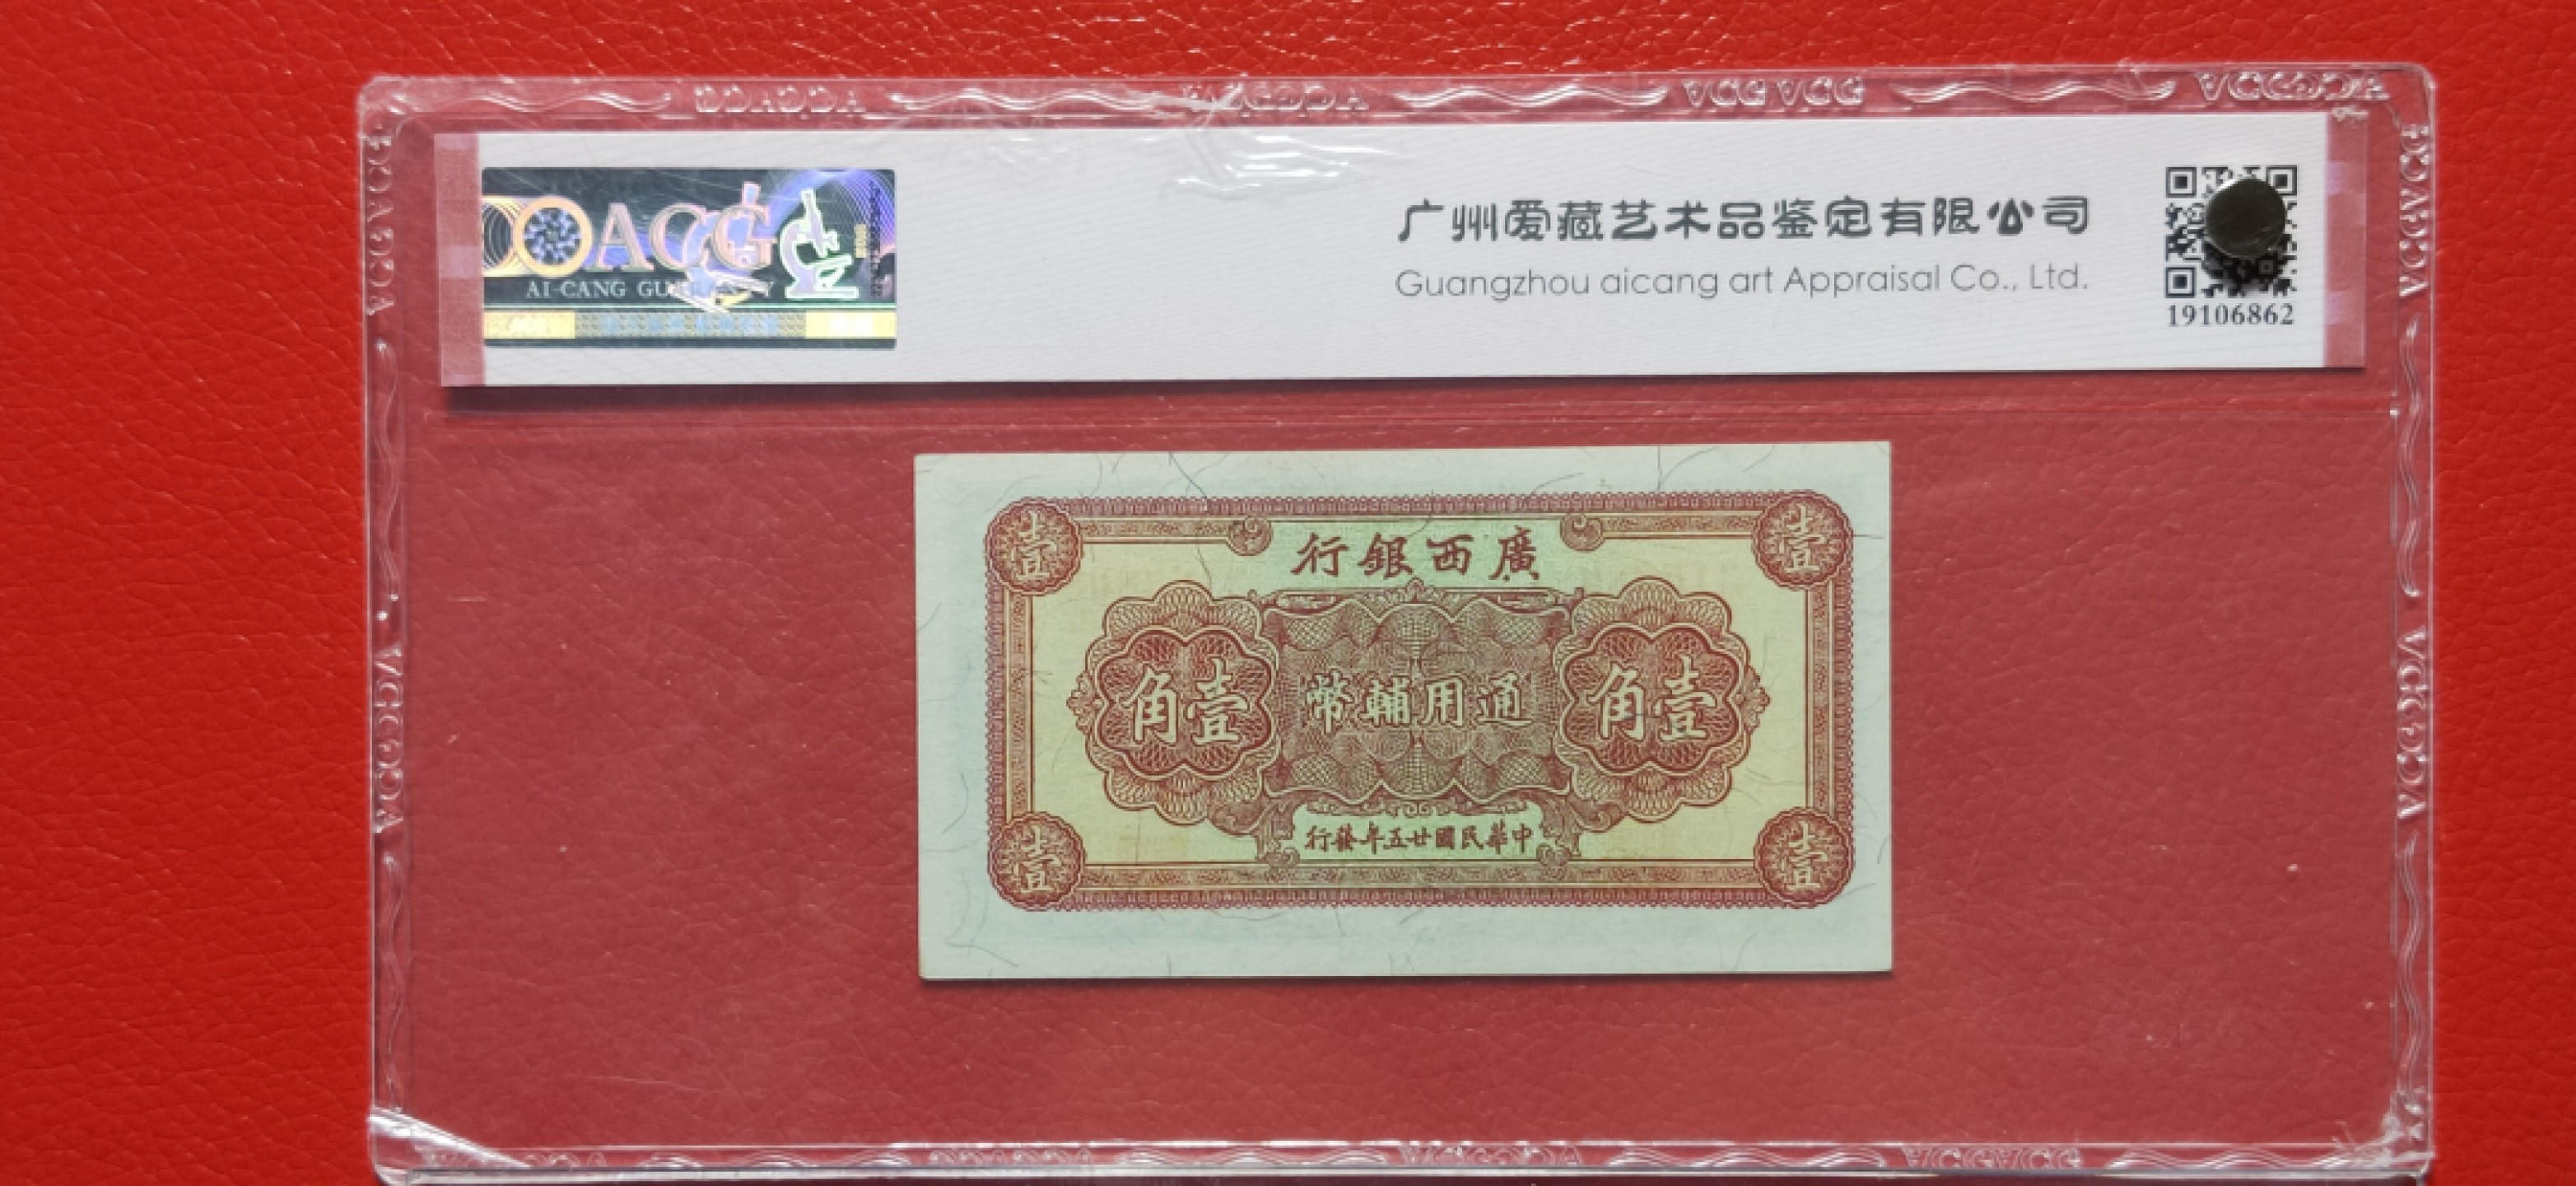 ACG
AI-CANG GUARANTY
广州爱藏艺术品鉴定有限公司
Guangzhou aicang art Appraisal Co., Ltd.
19106862
壹
行銀西廣
壹
角壹
幣輔用通
角壹
行發年五廿國民華中
壹
壹